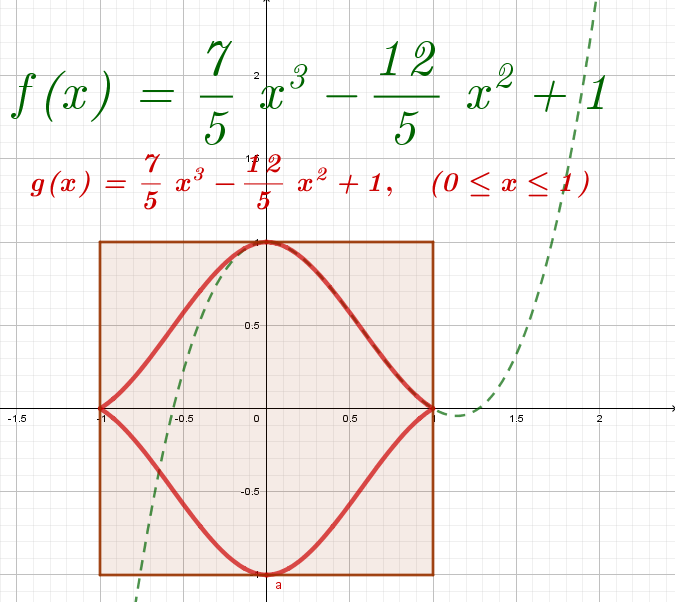 f(x) = 7/5 x³ − 12/5 x² + 1
2
1.5
g(x) = 7/5 x³ − 12/5 x² + 1, (0 ≤ x ≤ 1)
1
0.5
-1.5 -1 -0.5 0 0.5 1 1.5 2
-0.5
-1
a